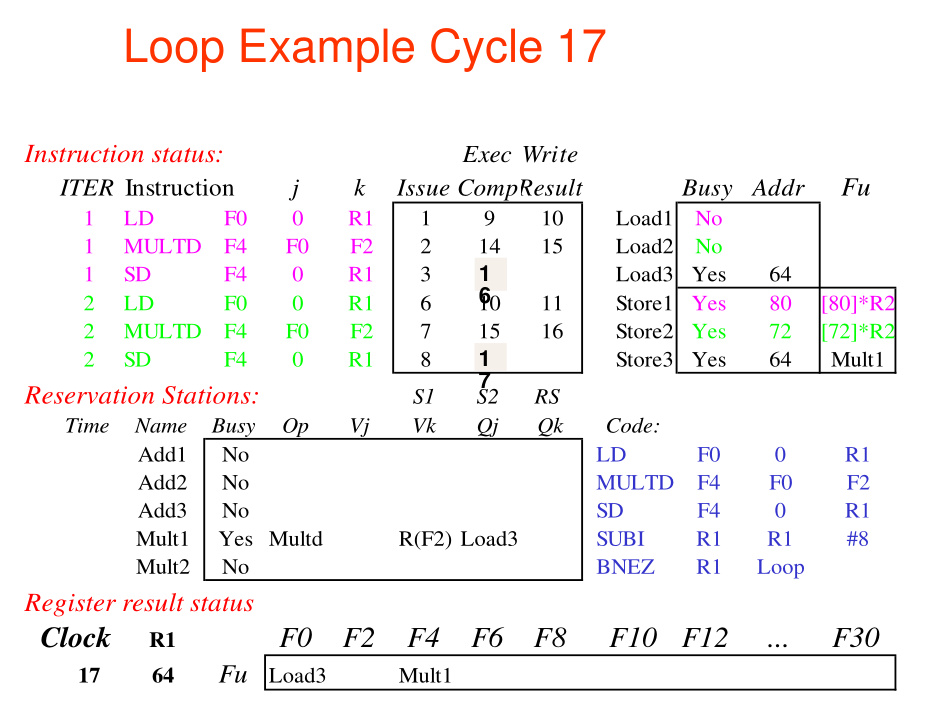 Loop Example Cycle 17
Instruction status: Exec Write
ITER Instruction j k Issue Comp Result Busy Addr Fu
1 LD F0 0 R1 1 9 10 Load1 No
1 MULTD F4 F0 F2 2 14 15 Load2 No
1 SD F4 0 R1 3 16 Load3 Yes 64
2 LD F0 0 R1 6 10 11 Store1 Yes 80 [80]*R2
2 MULTD F4 F0 F2 7 15 16 Store2 Yes 72 [72]*R2
2 SD F4 0 R1 8 17 Store3 Yes 64 Mult1
Reservation Stations: S1 S2 RS
Time Name Busy Op Vj Vk Qj Qk Code:
Add1 No LD F0 0 R1
Add2 No MULTD F4 F0 F2
Add3 No SD F4 0 R1
Mult1 Yes Multd R(F2) Load3 SUBI R1 R1 #8
Mult2 No BNEZ R1 Loop
Register result status
Clock R1 F0 F2 F4 F6 F8 F10 F12 ... F30
17 64 Fu Load3 Mult1